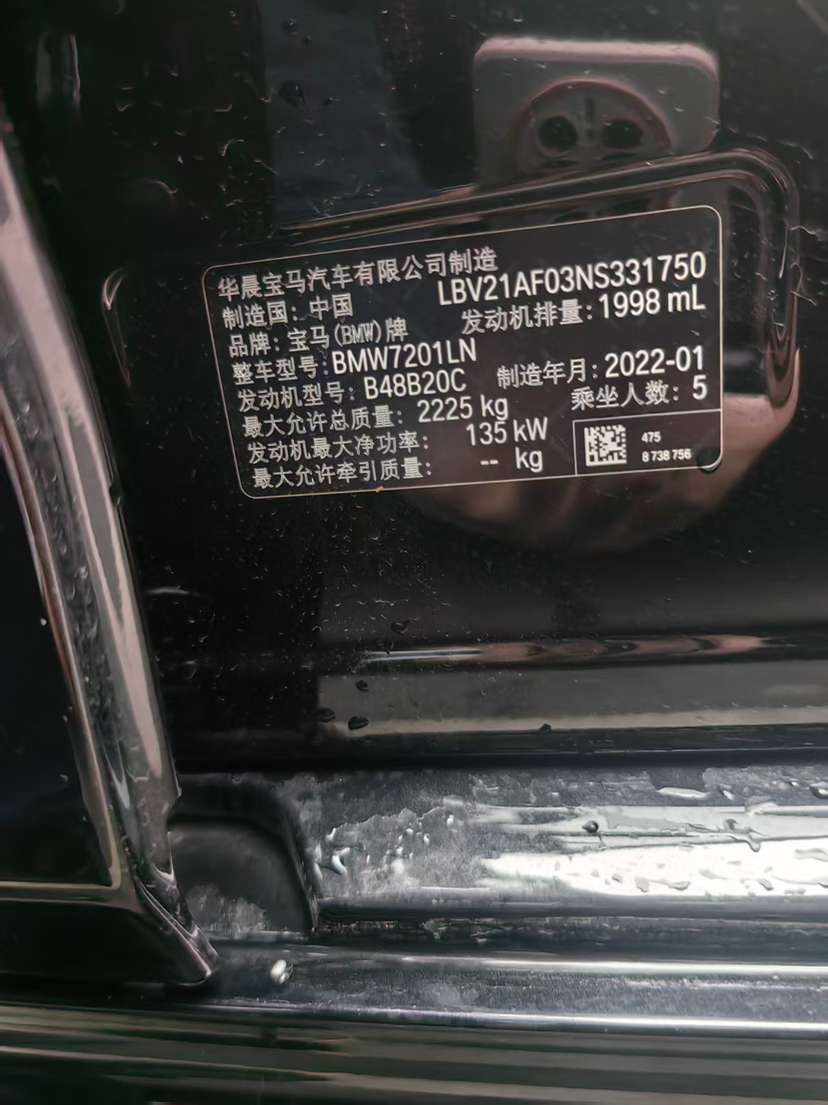 华晨宝马汽车有限公司制造
制造国：中国 LBV21AF03NS331750
品牌：宝马(BMW)牌 发动机排量：1998 mL
整车型号：BMW7201LN
发动机型号：B48B20C 制造年月：2022-01
最大允许总质量：2225 kg 乘坐人数：5
发动机最大净功率：135 kW
最大允许牵引质量：-- kg
475
8 738 756